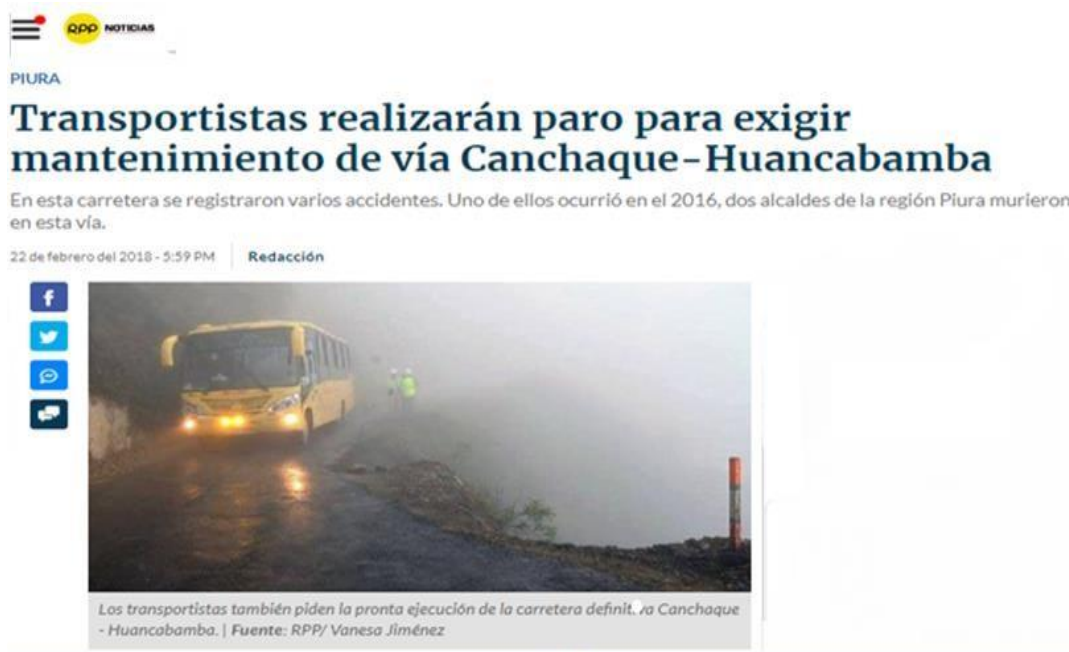 RPP NOTICIAS
PIURA
Transportistas realizarán paro para exigir
mantenimiento de vía Canchaque-Huancabamba
En esta carretera se registraron varios accidentes. Uno de ellos ocurrió en el 2016, dos alcaldes de la región Piura murieron
en esta vía.
22 de febrero del 2018 - 5:59 PM Redacción
Los transportistas también piden la pronta ejecución de la carretera definitiva Canchaque
- Huancabamba. | Fuente: RPP/ Vanesa Jiménez